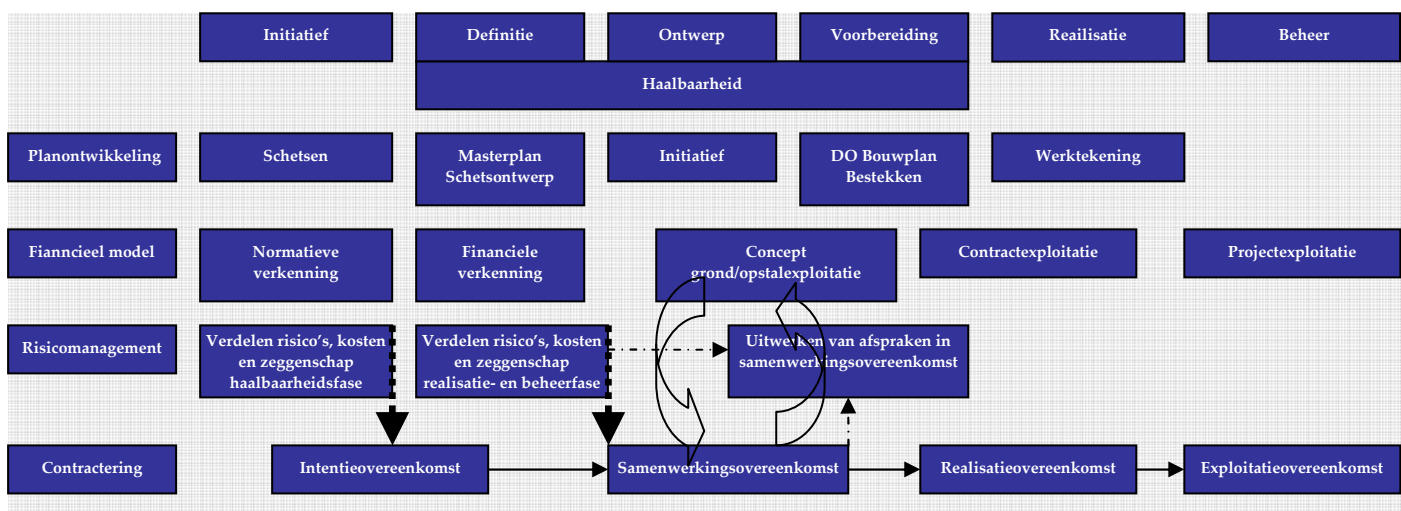 Initiatief
Definitie
Ontwerp
Voorbereiding
Reailisatie
Beheer
Haalbaarheid
Planontwikkeling
Schetsen
Masterplan
Schetsontwerp
Initiatief
DO Bouwplan
Bestekken
Werktekening
Fianncieel model
Normatieve
verkenning
Financiele
verkenning
Concept
grond/opstalexploitatie
Contractexploitatie
Projectexploitatie
Risicomanagement
Verdelen risico’s, kosten
en zeggenschap
haalbaarheidsfase
Verdelen risico’s, kosten
en zeggenschap
realisatie- en beheerfase
Uitwerken van afspraken in
samenwerkingsovereenkomst
Contractering
Intentieovereenkomst
Samenwerkingsovereenkomst
Realisatieovereenkomst
Exploitatieovereenkomst